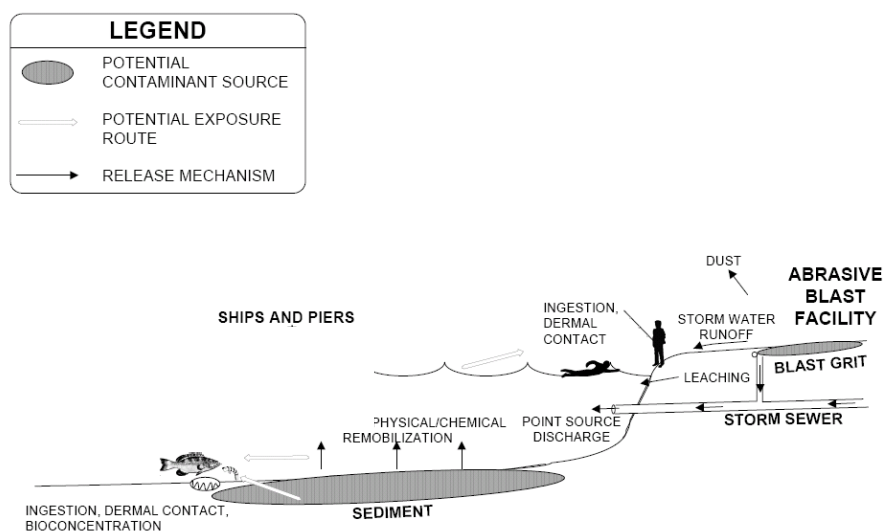 LEGEND
POTENTIAL
CONTAMINANT SOURCE
POTENTIAL EXPOSURE
ROUTE
RELEASE MECHANISM
DUST
ABRASIVE
BLAST
FACILITY
SHIPS AND PIERS
INGESTION,
DERMAL
CONTACT
STORM WATER
RUNOFF
BLAST GRIT
LEACHING
STORM SEWER
PHYSICAL/CHEMICAL
REMOBILIZATION
POINT SOURCE
DISCHARGE
SEDIMENT
INGESTION, DERMAL CONTACT,
BIOCONCENTRATION